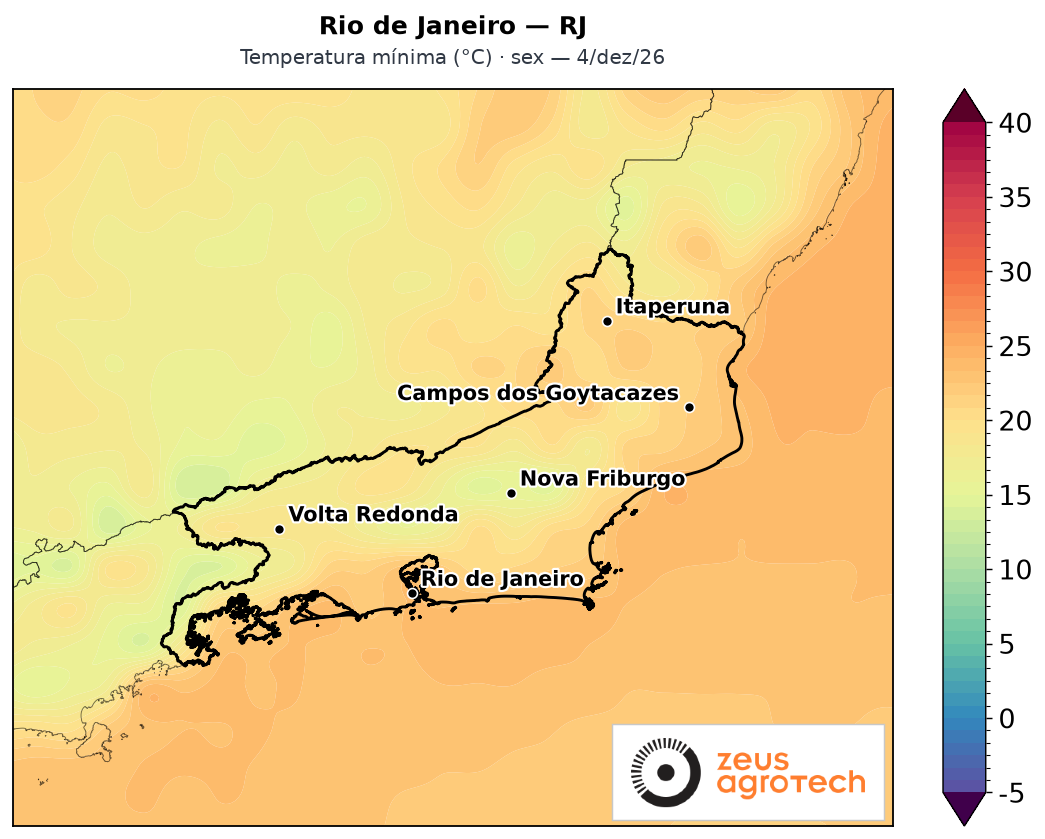 Rio de Janeiro — RJ
Temperatura mínima (°C) · sex — 4/dez/26
Itaperuna
Campos dos Goytacazes
Nova Friburgo
Volta Redonda
Rio de Janeiro
40
35
30
25
20
15
10
5
0
-5
zeus
agrotech